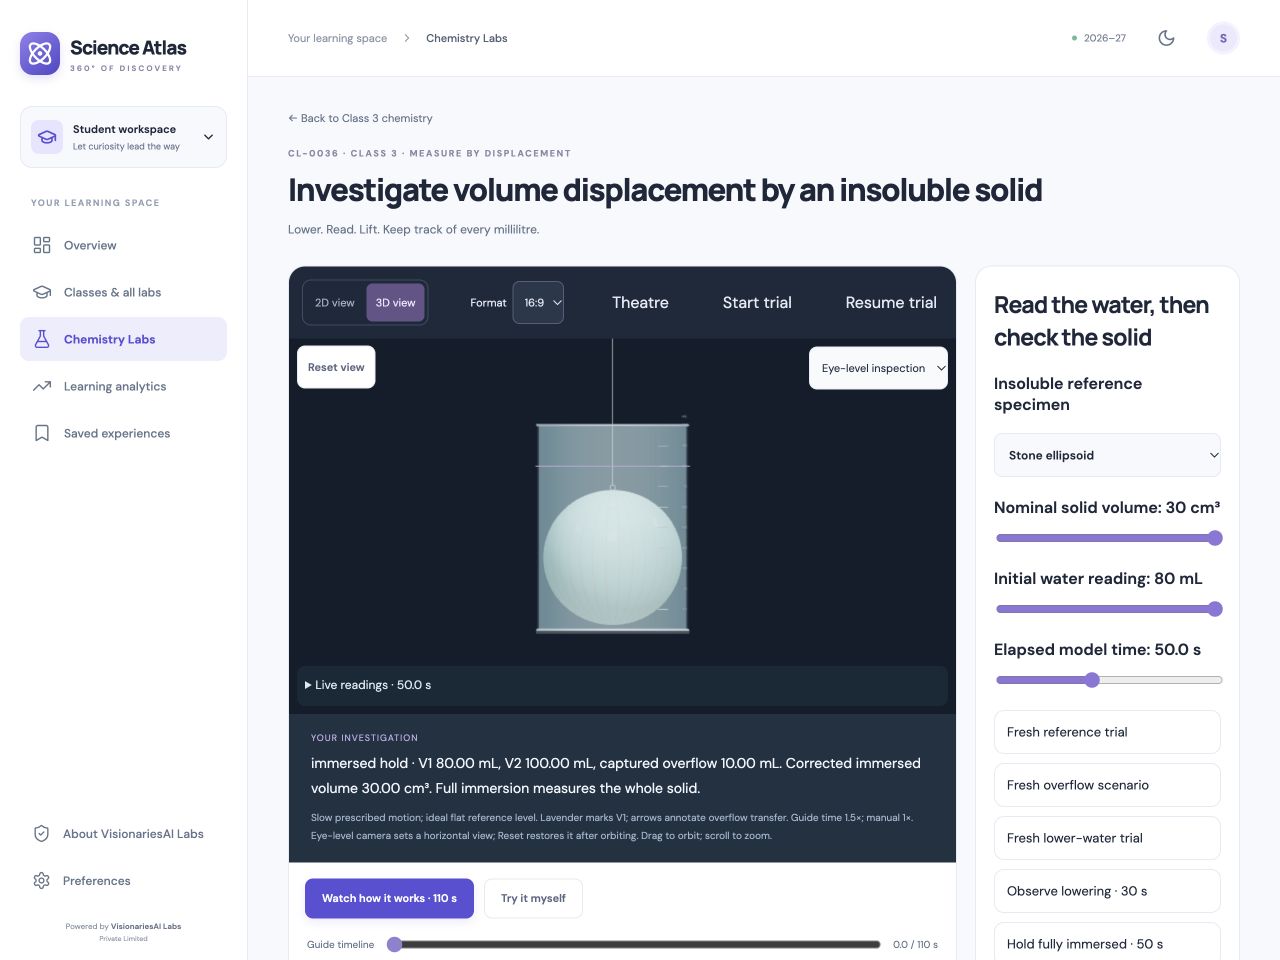 Science Atlas
360° OF DISCOVERY
Student workspace
Let curiosity lead the way
YOUR LEARNING SPACE
Overview
Classes & all labs
Chemistry Labs
Learning analytics
Saved experiences
About VisionariesAI Labs
Preferences
Powered by VisionariesAI Labs
Private Limited
Your learning space > Chemistry Labs
2026–27
S
← Back to Class 3 chemistry
CL-0036 · CLASS 3 · MEASURE BY DISPLACEMENT
Investigate volume displacement by an insoluble solid
Lower. Read. Lift. Keep track of every millilitre.
2D view 3D view Format 16:9 Theatre Start trial Resume trial
Reset view
Eye-level inspection
▶ Live readings · 50.0 s
YOUR INVESTIGATION
immersed hold · V1 80.00 mL, V2 100.00 mL, captured overflow 10.00 mL. Corrected immersed
volume 30.00 cm³. Full immersion measures the whole solid.
Slow prescribed motion; ideal flat reference level. Lavender marks V1; arrows annotate overflow transfer. Guide time 1.5×; manual 1×.
Eye-level camera sets a horizontal view; Reset restores it after orbiting. Drag to orbit; scroll to zoom.
Watch how it works · 110 s
Try it myself
Guide timeline 0.0 / 110 s
Read the water, then
check the solid
Insoluble reference
specimen
Stone ellipsoid
Nominal solid volume: 30 cm³
Initial water reading: 80 mL
Elapsed model time: 50.0 s
Fresh reference trial
Fresh overflow scenario
Fresh lower-water trial
Observe lowering · 30 s
Hold fully immersed · 50 s